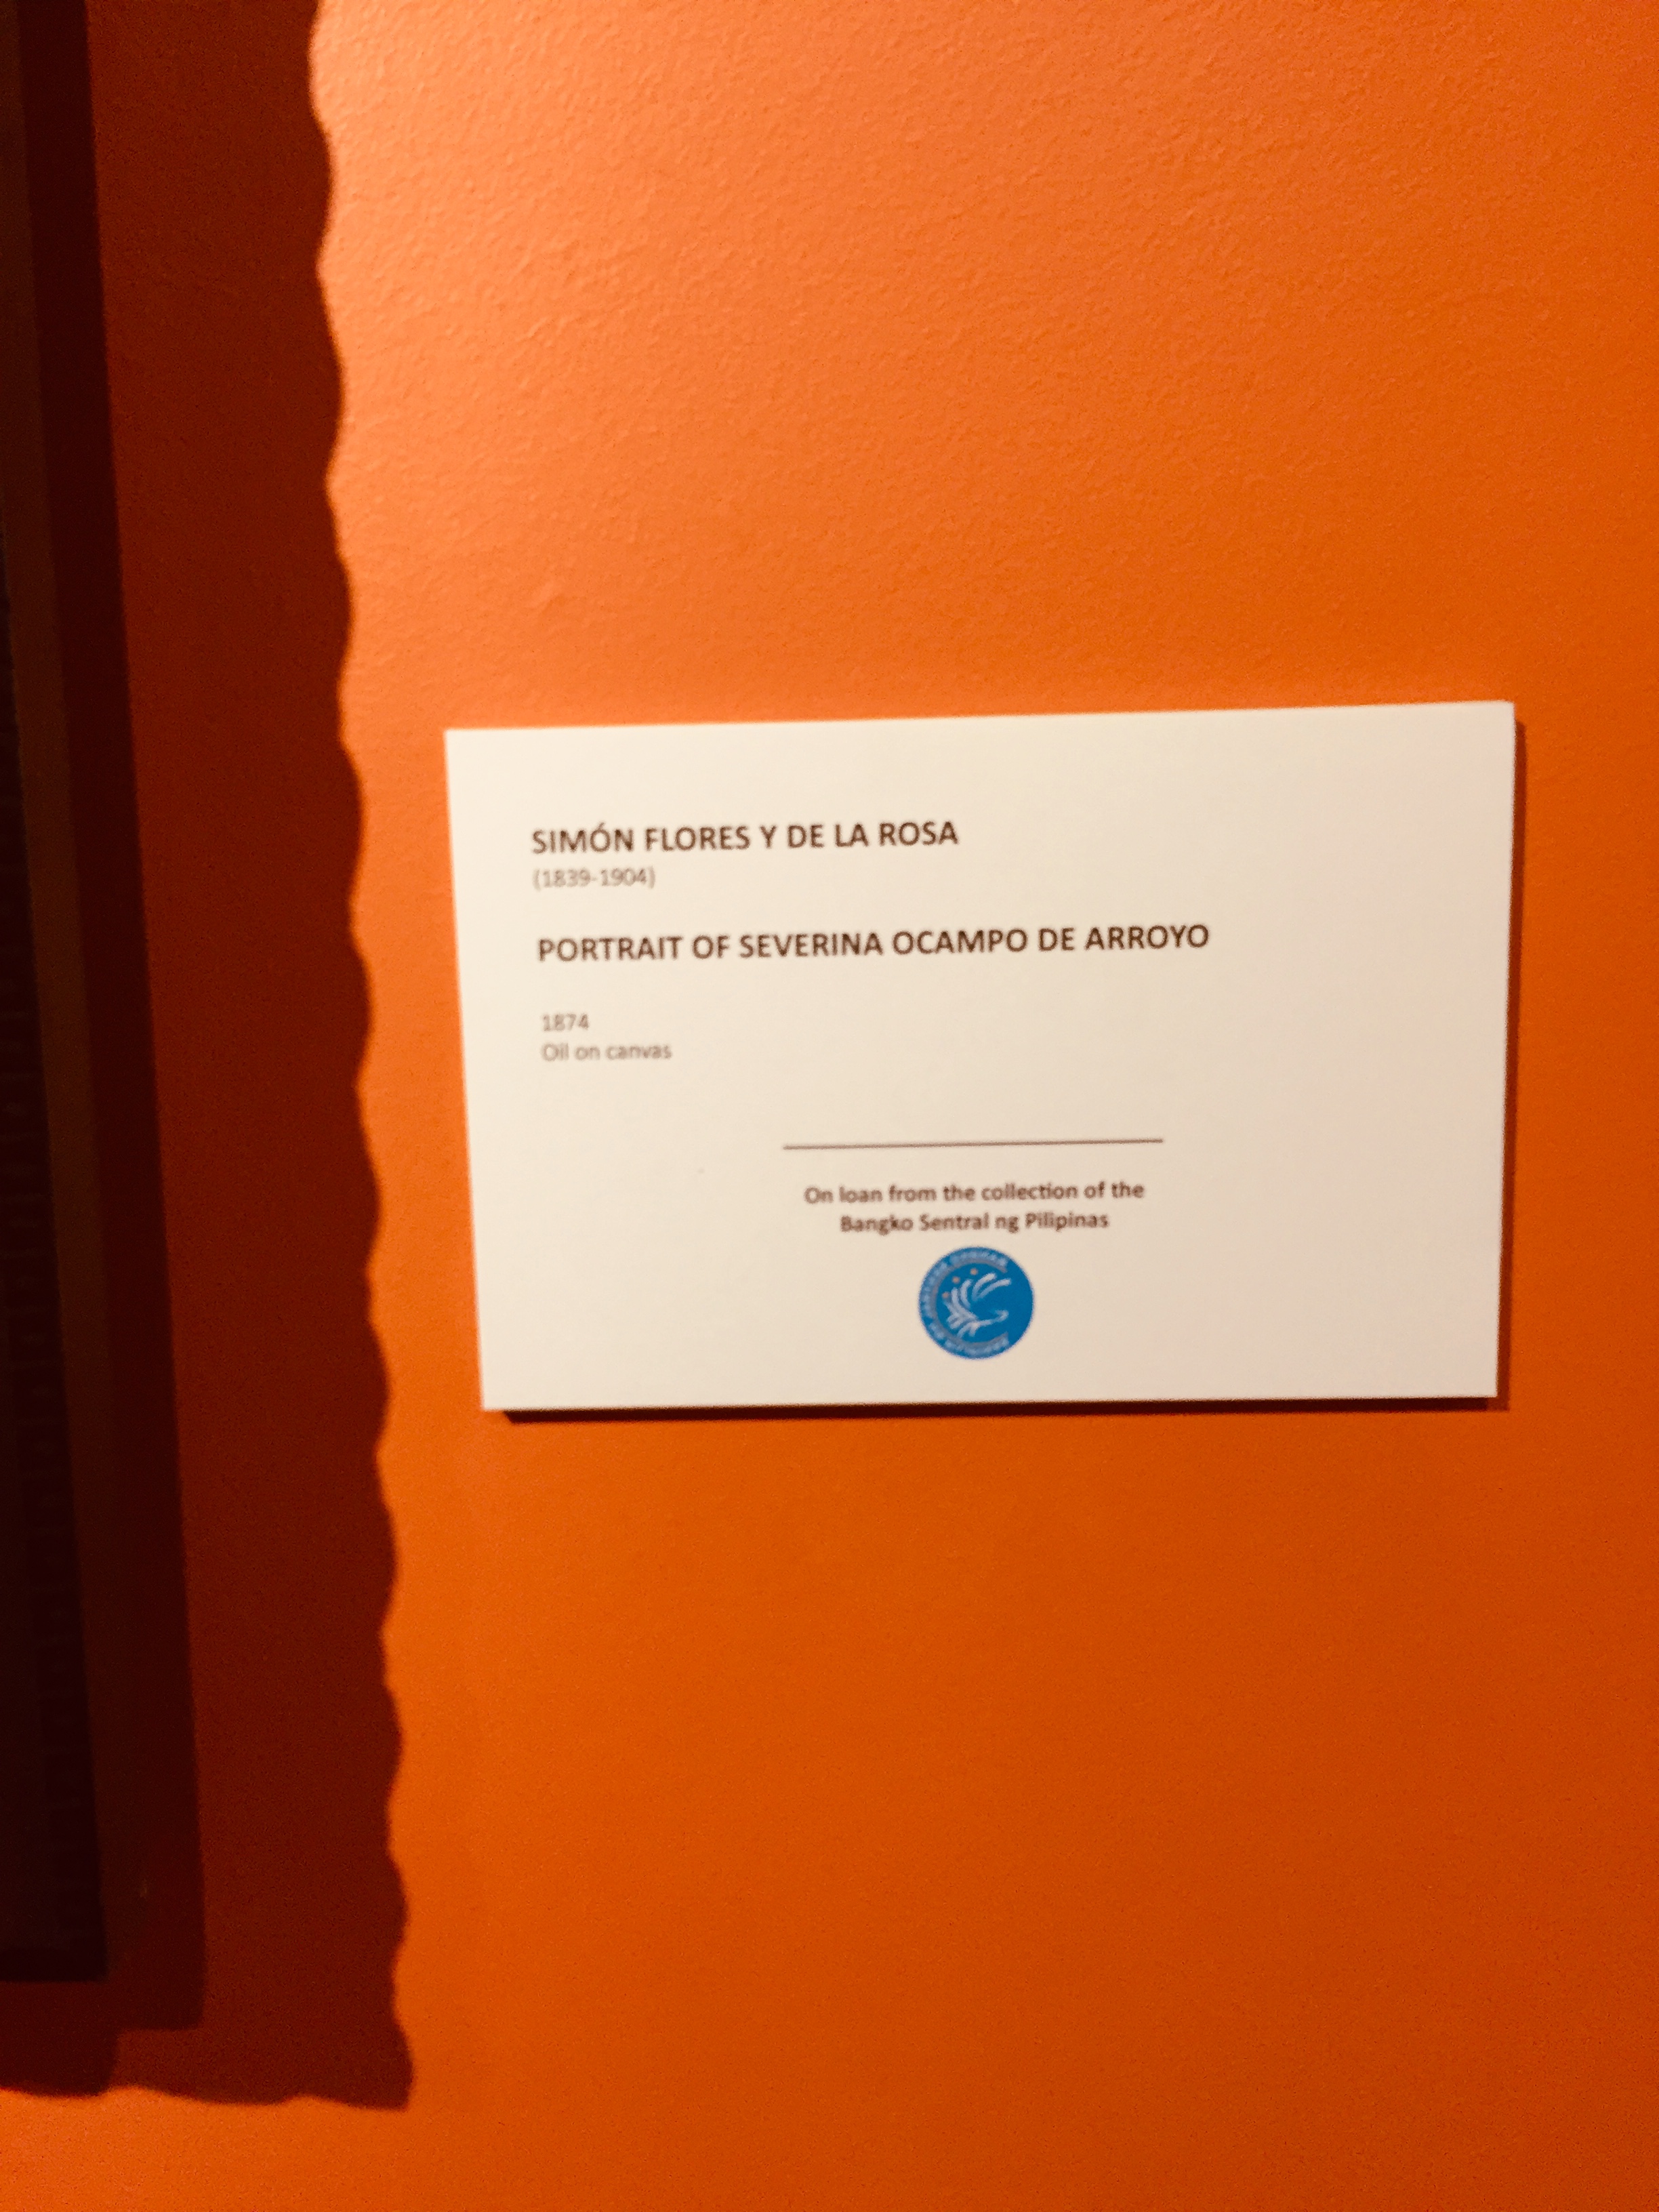 SIMÓN FLORES Y DE LA ROSA
(1839-1904)
PORTRAIT OF SEVERINA OCAMPO DE ARROYO
1874
Oil on canvas
On loan from the collection of the
Bangko Sentral ng Pilipinas